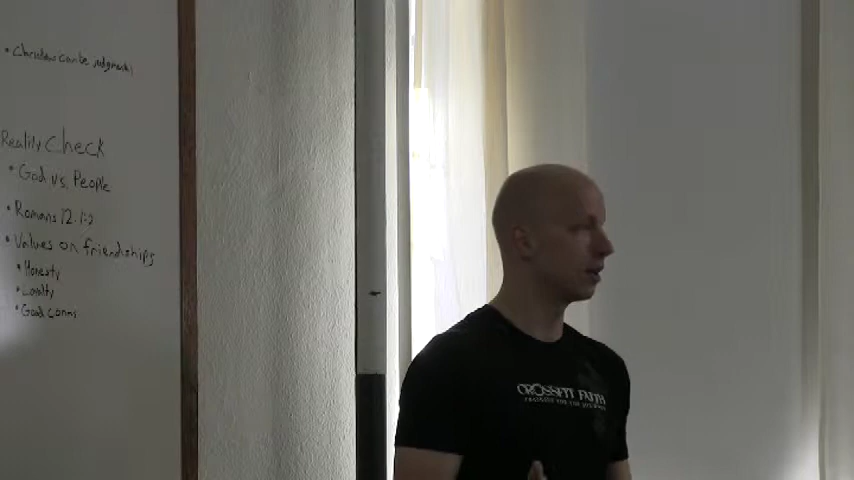 • Christians can be judgmental
Reality Check
• God vs. People
• Romans 12:1-2
• Values on friendships
• Honesty
• Loyalty
• Good comms
CROSSFIT FAITH